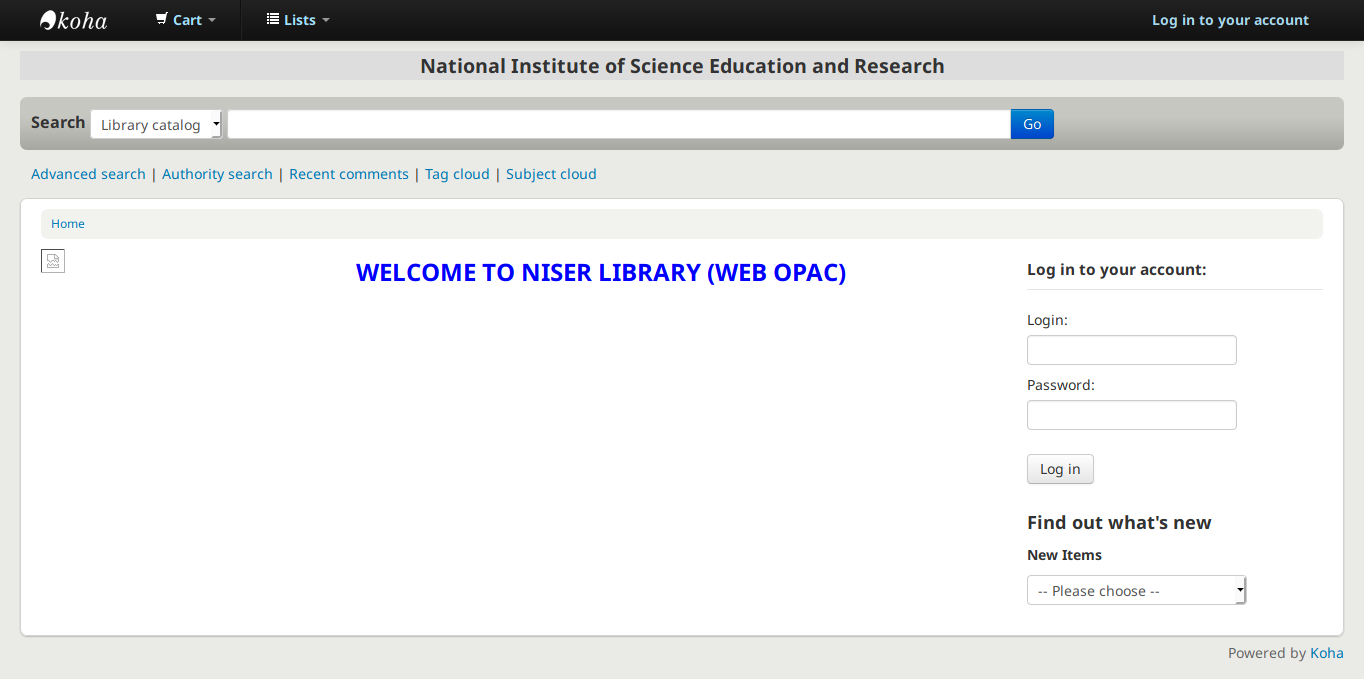 koha Cart Lists Log in to your account
National Institute of Science Education and Research
Search Library catalog Go
Advanced search | Authority search | Recent comments | Tag cloud | Subject cloud
Home
WELCOME TO NISER LIBRARY (WEB OPAC)
Log in to your account:
Login:
Password:
Log in
Find out what's new
New Items
-- Please choose --
Powered by Koha